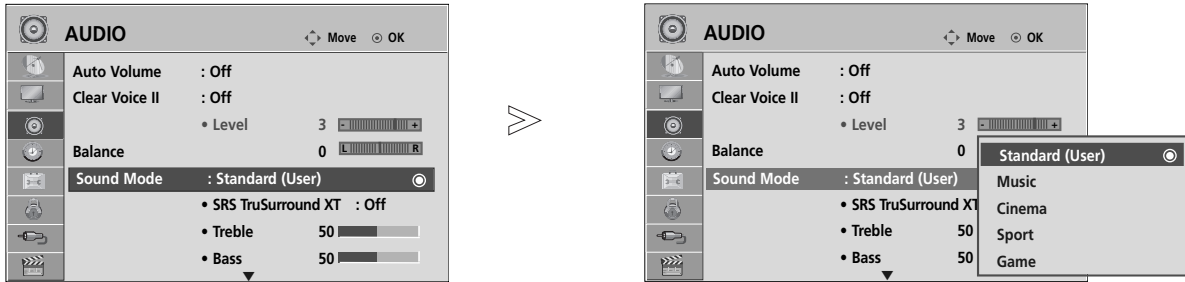 AUDIO Move OK
Auto Volume : Off
Clear Voice II : Off
• Level 3 - +
Balance 0 L R
Sound Mode : Standard (User)
• SRS TruSurround XT : Off
• Treble 50
• Bass 50
AUDIO Move OK
Auto Volume : Off
Clear Voice II : Off
• Level 3 - +
Balance 0
Sound Mode : Standard (User)
• SRS TruSurround XT
• Treble 50
• Bass 50
Standard (User)
Music
Cinema
Sport
Game